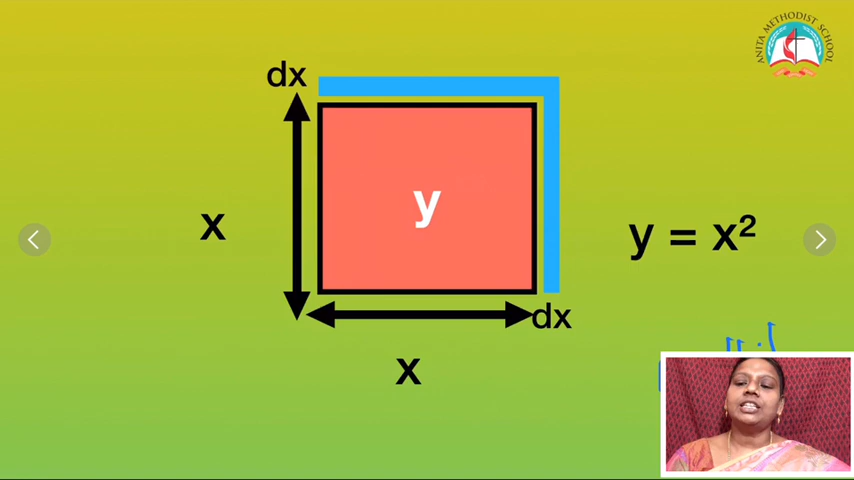 ANITA METHODIST SCHOOL
dx
y
x
y = x²
dx
x